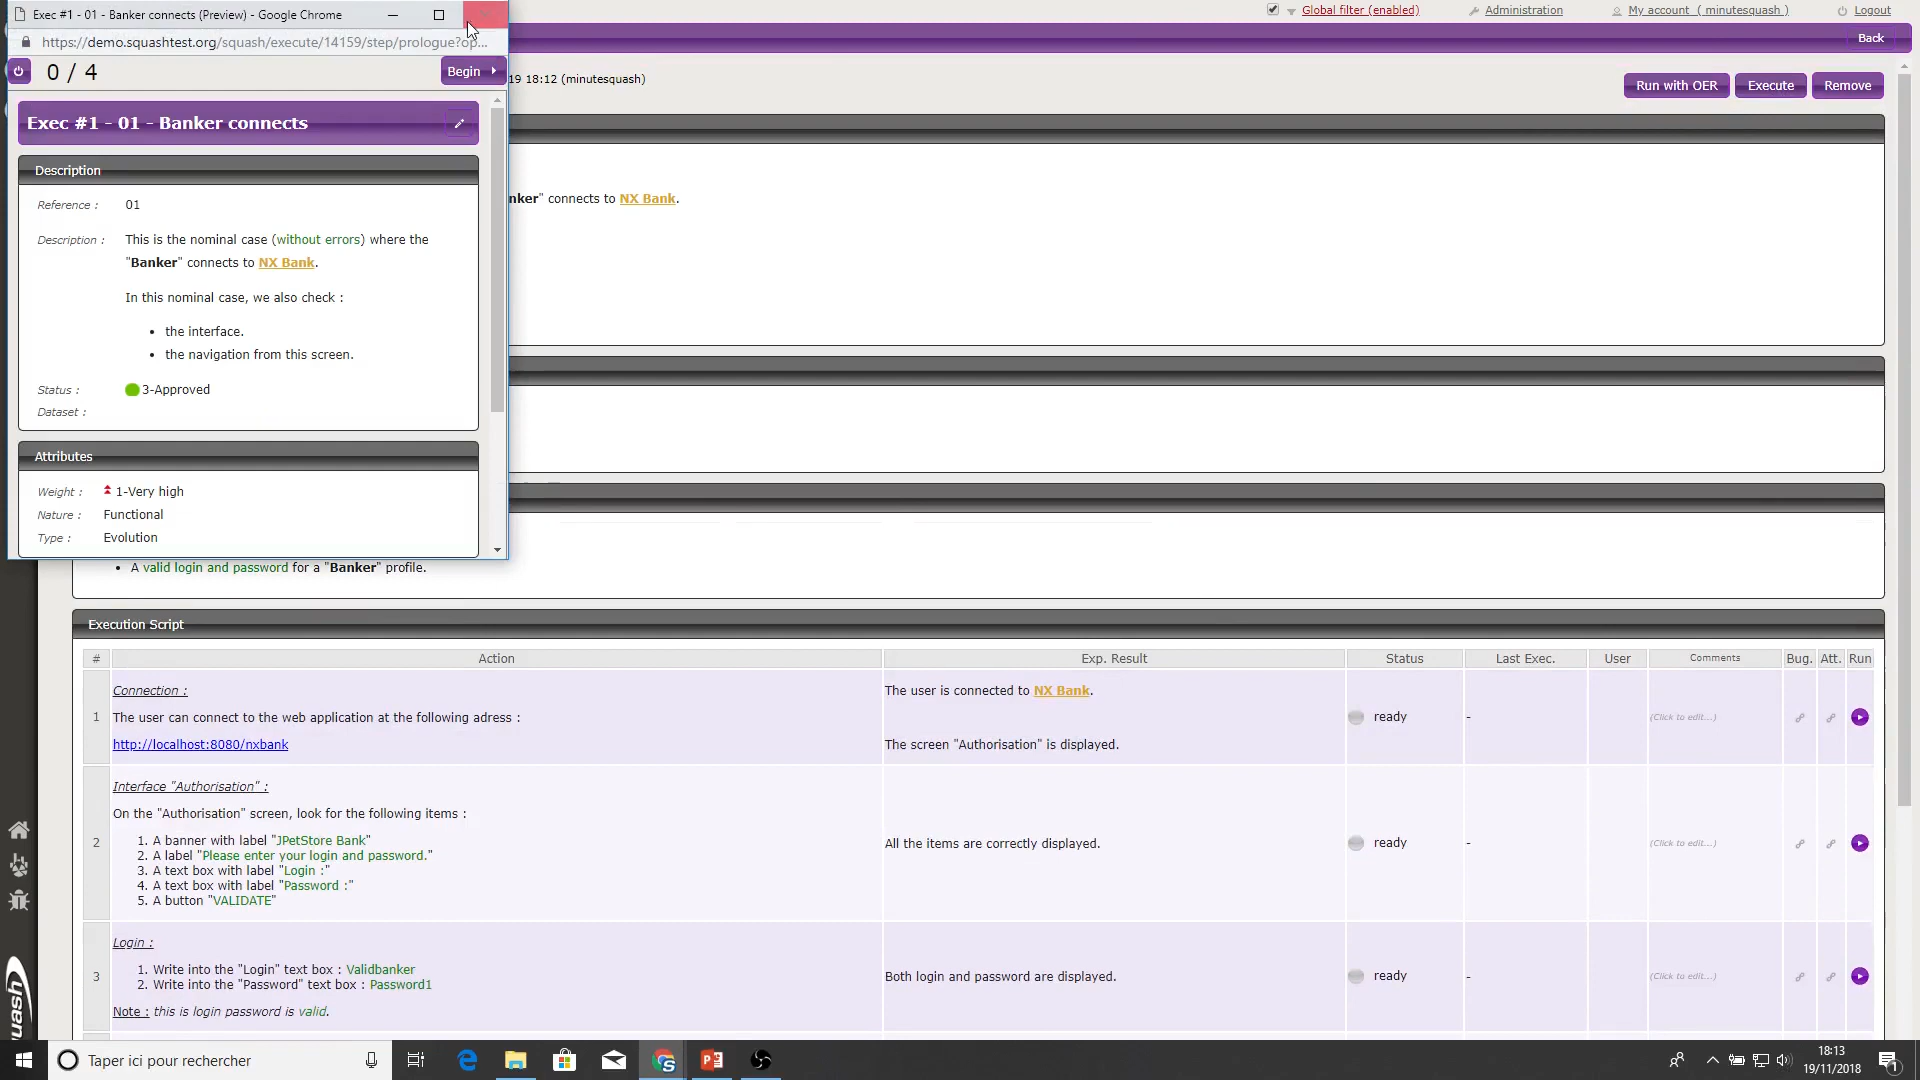 Exec #1 - 01 - Banker connects (Preview) - Google Chrome
https://demo.squashtest.org/squash/execute/14159/step/prologue?op...
0 / 4
Begin
Exec #1 - 01 - Banker connects
Description
Reference : 01
Description : This is the nominal case (without errors) where the
"Banker" connects to NX Bank.
In this nominal case, we also check :
• the interface.
• the navigation from this screen.
Status : 3-Approved
Dataset :
Attributes
Weight : 1-Very high
Nature : Functional
Type : Evolution
Global filter (enabled)
Administration
My account ( minutesquash )
Logout
Back
19 18:12 (minutesquash)
Run with OER
Execute
Remove
nker" connects to NX Bank.
• A valid login and password for a "Banker" profile.
Execution Script
# Action Exp. Result Status Last Exec. User Comments Bug. Att. Run
1
Connection :
The user can connect to the web application at the following adress :
http://localhost:8080/nxbank
The user is connected to NX Bank.
The screen "Authorisation" is displayed.
ready
-
(Click to edit...)
2
Interface "Authorisation" :
On the "Authorisation" screen, look for the following items :
1. A banner with label "JPetStore Bank"
2. A label "Please enter your login and password."
3. A text box with label "Login :"
4. A text box with label "Password :"
5. A button "VALIDATE"
All the items are correctly displayed.
ready
-
(Click to edit...)
3
Login :
1. Write into the "Login" text box : Validbanker
2. Write into the "Password" text box : Password1
Note : this is login password is valid.
Both login and password are displayed.
ready
-
(Click to edit...)
uash
Taper ici pour rechercher
18:13
19/11/2018
1